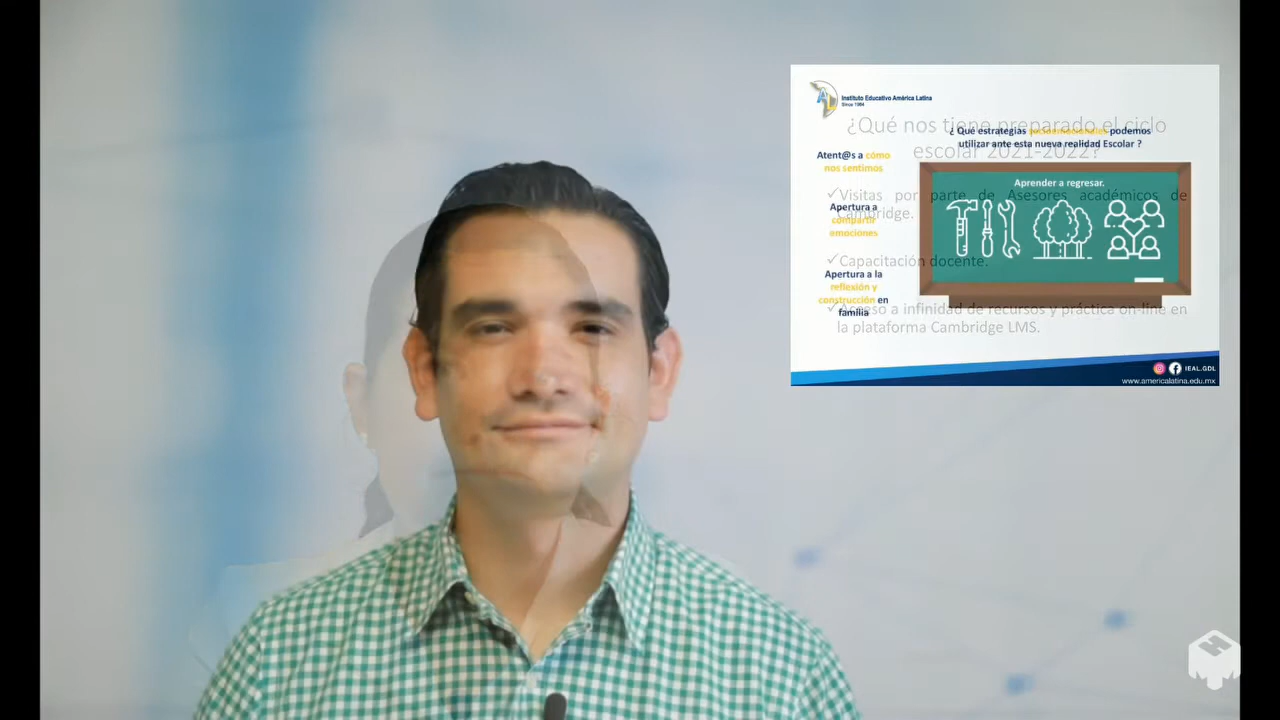 Instituto Educativo América Latina
Since 1964
¿Qué nos tiene preparado el ciclo
escolar 2021-2022?
¿ Qué estrategias socioemocionales podemos
utilizar ante esta nueva realidad Escolar ?
Atent@s a cómo
nos sentimos
Apertura a
compartir
emociones
Apertura a la
reflexión y
construcción en
familia
Aprender a regresar.
✓Visitas por parte de Asesores académicos de
Cambridge.
✓Capacitación docente.
✓Acceso a infinidad de recursos y práctica on-line en
la plataforma Cambridge LMS.
IEAL.GDL
www.americalatina.edu.mx